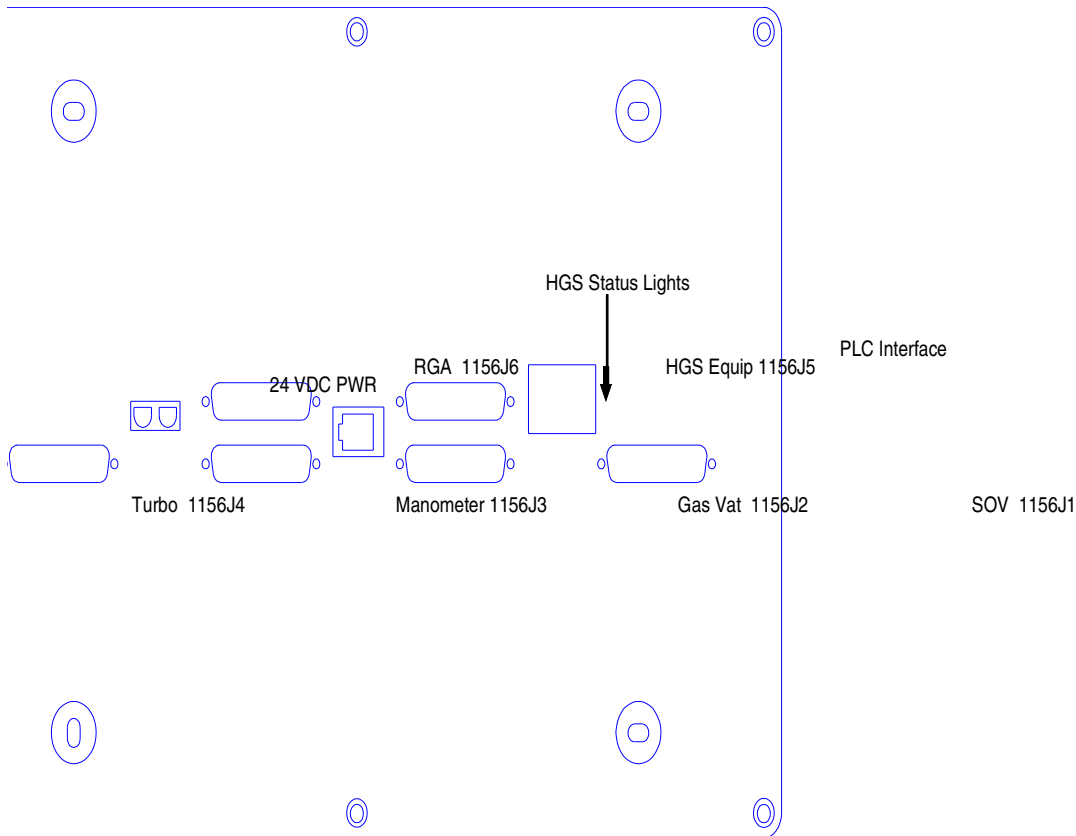 HGS Status Lights
PLC Interface
RGA 1156J6
HGS Equip 1156J5
24 VDC PWR
Turbo 1156J4
Manometer 1156J3
Gas Vat 1156J2
SOV 1156J1